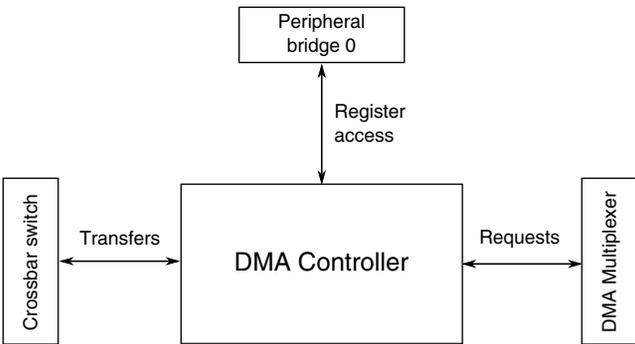 Peripheral
bridge 0
Register
access
Crossbar switch
Transfers
DMA Controller
Requests
DMA Multiplexer